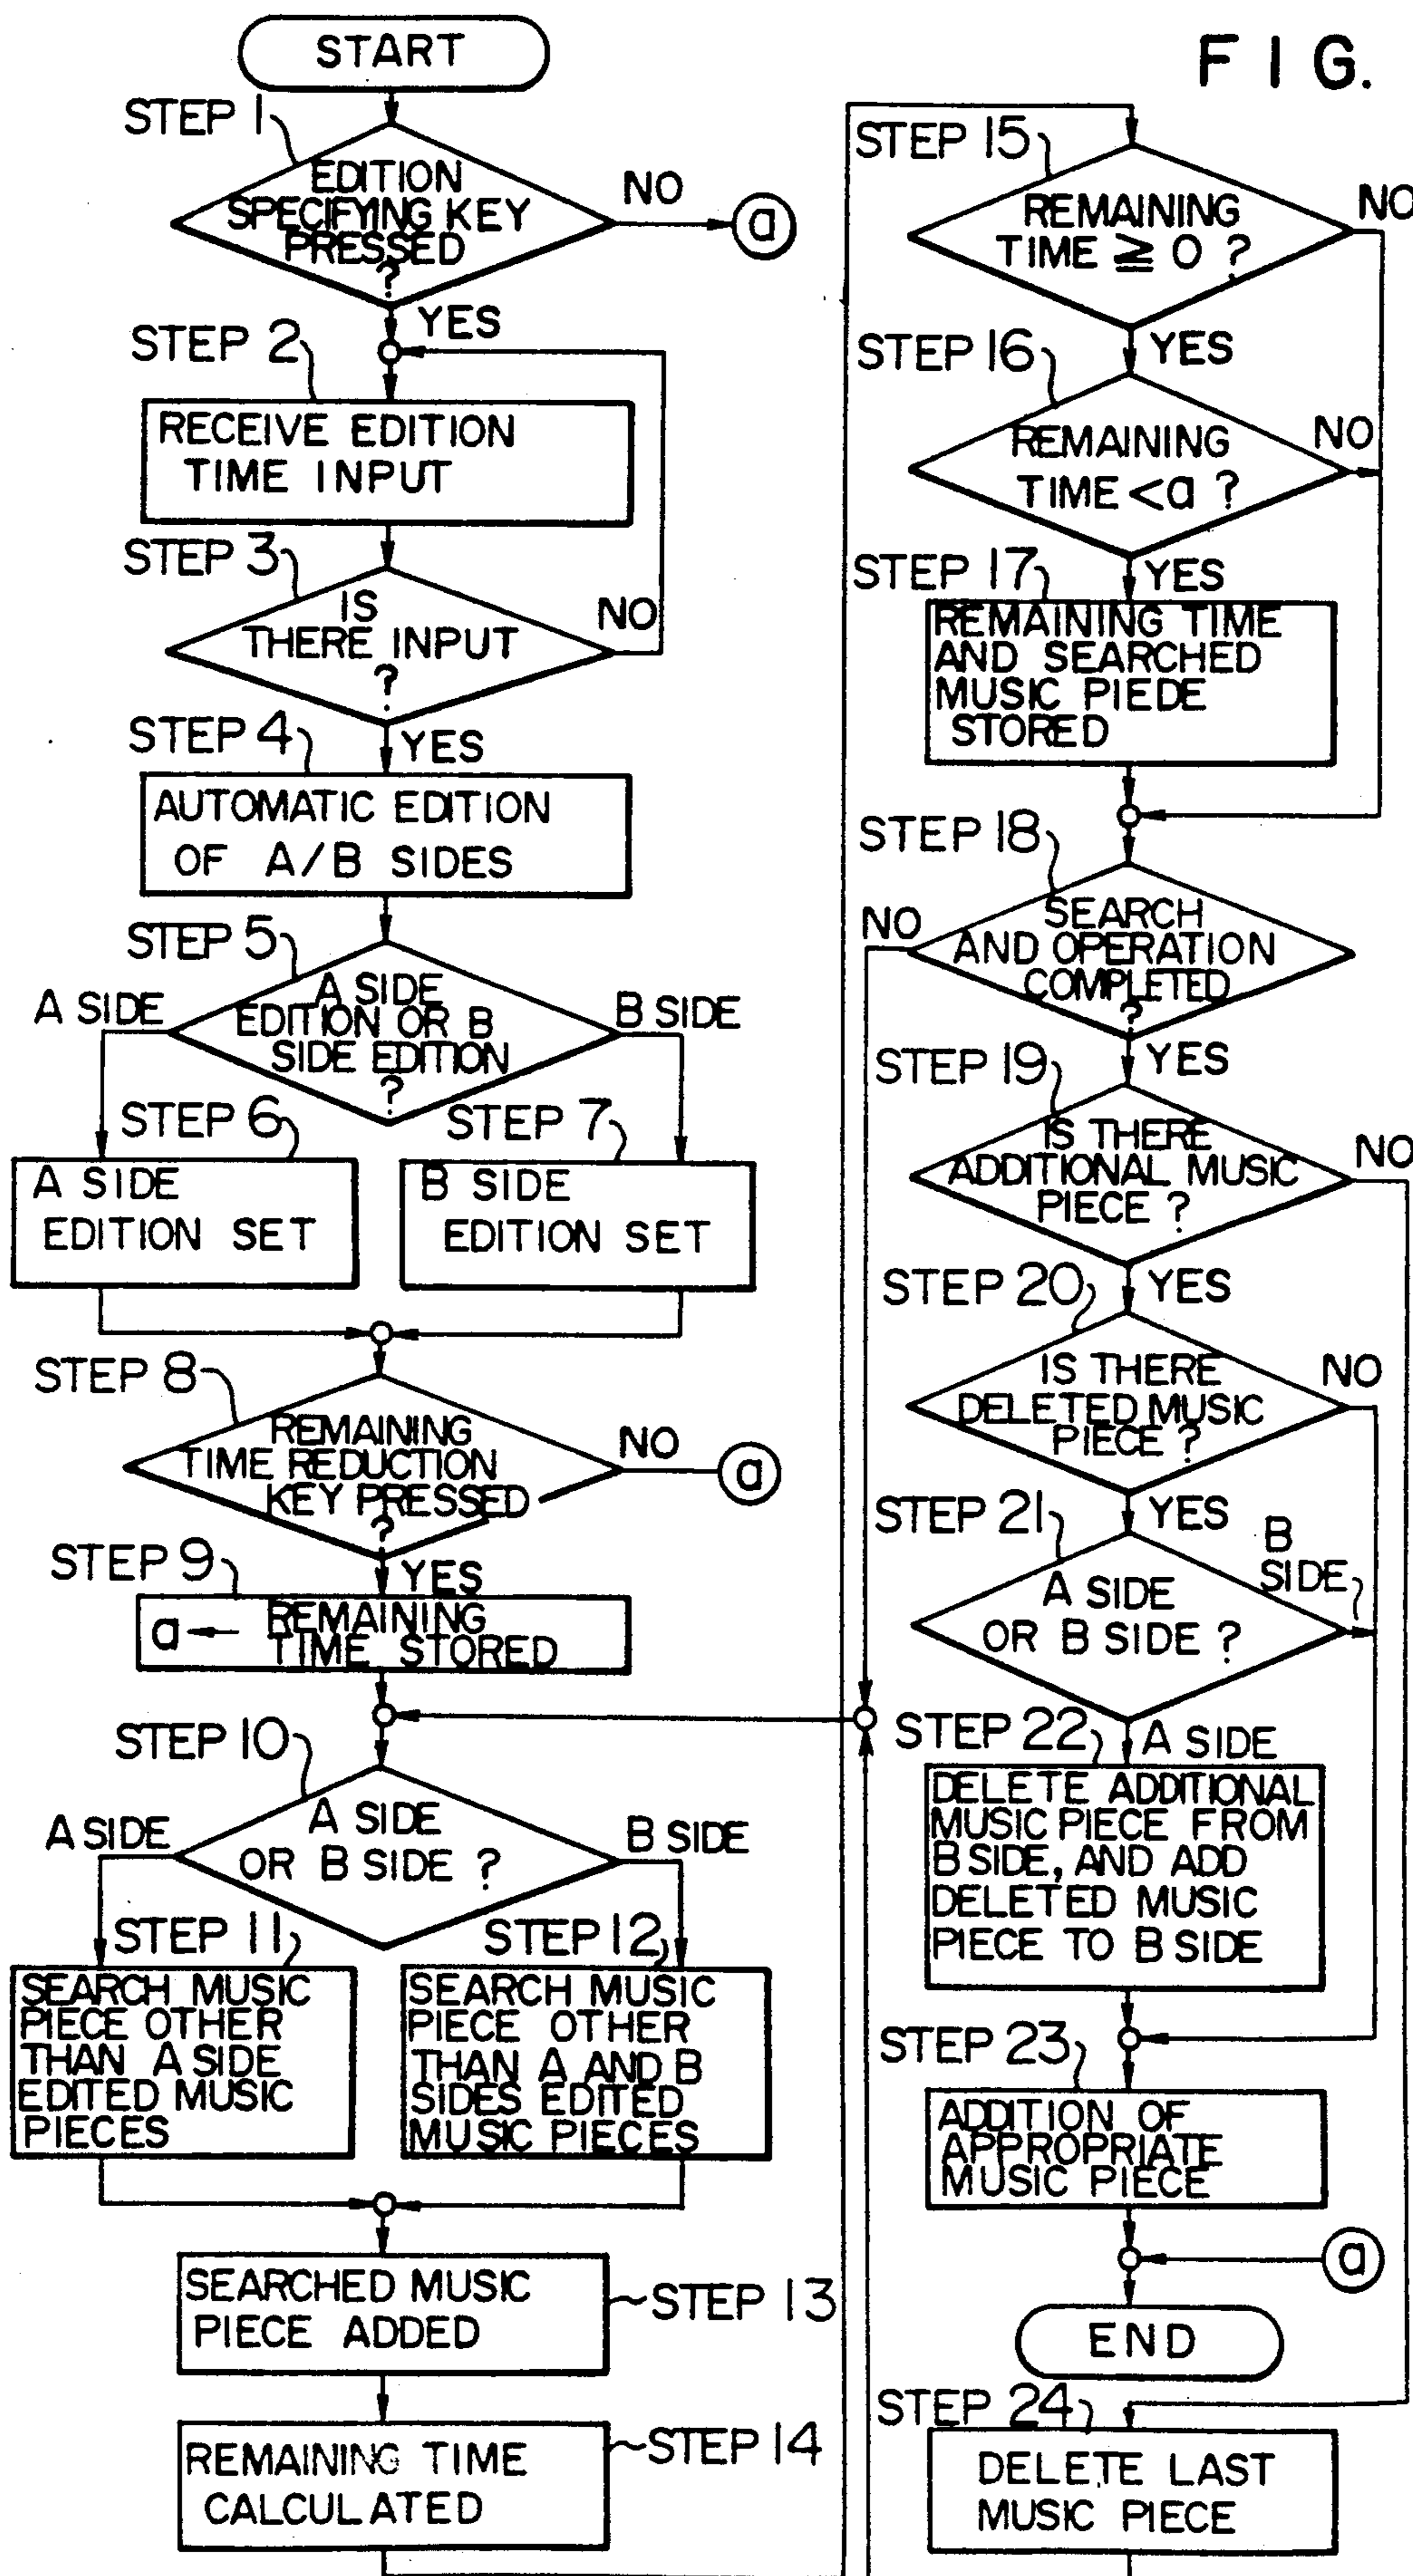 FIG.
START
STEP 1
EDITION
SPECIFYING KEY
PRESSED
?
NO
a
YES
STEP 2
RECEIVE EDITION
TIME INPUT
STEP 3
IS
THERE INPUT
?
NO
YES
STEP 4
AUTOMATIC EDITION
OF A/B SIDES
STEP 5
A SIDE
EDITION OR B
SIDE EDITION
?
A SIDE
B SIDE
STEP 6
A SIDE
EDITION SET
STEP 7
B SIDE
EDITION SET
STEP 8
REMAINING
TIME REDUCTION
KEY PRESSED
?
NO
a
YES
STEP 9
a ← REMAINING
TIME STORED
STEP 10
A SIDE
OR B SIDE ?
A SIDE
B SIDE
STEP 11
SEARCH MUSIC
PIECE OTHER
THAN A SIDE
EDITED MUSIC
PIECES
STEP 12
SEARCH MUSIC
PIECE OTHER
THAN A AND B
SIDES EDITED
MUSIC PIECES
SEARCHED MUSIC
PIECE ADDED
STEP 13
REMAINING TIME
CALCULATED
STEP 14
STEP 15
REMAINING
TIME ≧ 0 ?
NO
YES
STEP 16
REMAINING
TIME < a ?
NO
YES
STEP 17
REMAINING TIME
AND SEARCHED
MUSIC PIEDE
STORED
STEP 18
SEARCH
AND OPERATION
COMPLETED
?
NO
YES
STEP 19
IS THERE
ADDITIONAL MUSIC
PIECE ?
NO
YES
STEP 20
IS THERE
DELETED MUSIC
PIECE ?
NO
YES
STEP 21
A SIDE
OR B SIDE ?
B
SIDE
A SIDE
STEP 22
DELETE ADDITIONAL
MUSIC PIECE FROM
B SIDE, AND ADD
DELETED MUSIC
PIECE TO B SIDE
STEP 23
ADDITION OF
APPROPRIATE
MUSIC PIECE
a
END
STEP 24
DELETE LAST
MUSIC PIECE